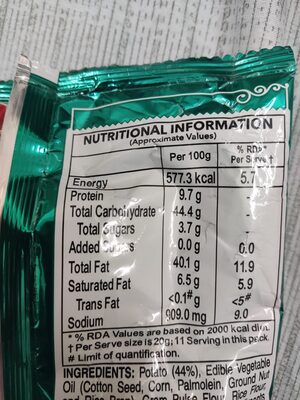 NUTRITIONAL INFORMATION
(Approximate Values)
Per 100g % RDA* Per Serve †
Energy 577.3 kcal 5.7
Protein 9.7 g -
Total Carbohydrate 44.4 g -
Total Sugars 3.7 g -
Added Sugars 0.0 g 0.0
Total Fat 40.1 g 11.9
Saturated Fat 6.5 g 5.9
Trans Fat <0.1# g <5#
Sodium 909.0 mg 9.0
* % RDA Values are based on 2000 kcal diet.
† Per Serve size is 20g; 11 Serving in this pack.
# Limit of quantification.
INGREDIENTS: Potato (44%), Edible Vegetable
Oil (Cotton Seed, Corn, Palmolein, Ground Nut
and Rice Bran), Gram Pulse Flour, Rice Flour,